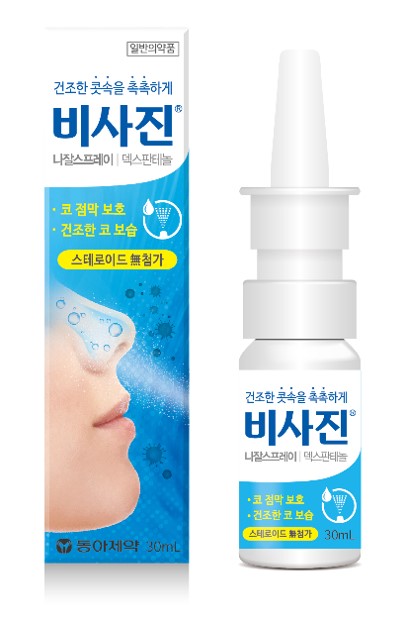 일반의약품
건조한 콧속을 촉촉하게
비사진®
나잘스프레이 | 덱스판테놀
· 코 점막 보호
· 건조한 코 보습
스테로이드 無첨가
동아제약 30mL
건조한 콧속을 촉촉하게
비사진®
나잘스프레이 | 덱스판테놀
· 코 점막 보호
· 건조한 코 보습
스테로이드 無첨가 30mL